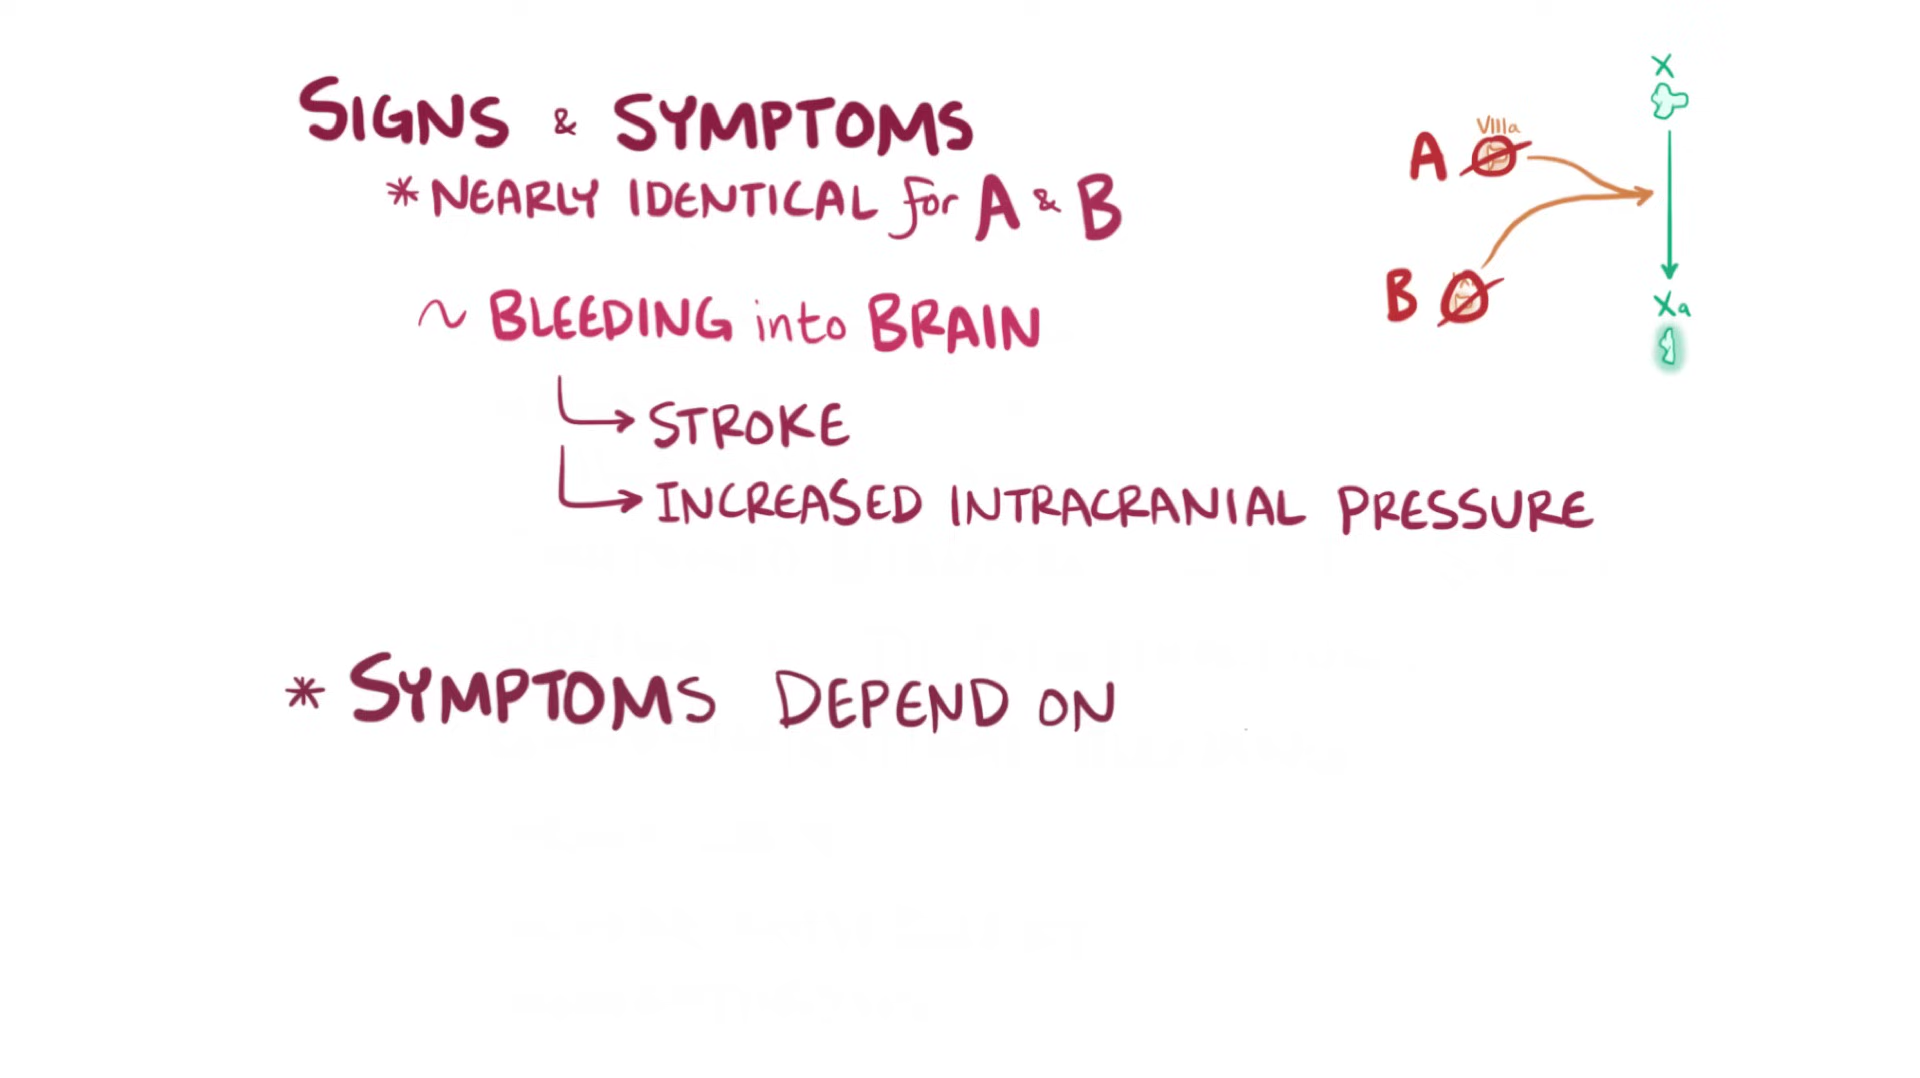 SIGNS & SYMPTOMS
* NEARLY IDENTICAL for A & B
~ BLEEDING into BRAIN
STROKE
INCREASED INTRACRANIAL PRESSURE
* SYMPTOMS DEPEND ON
X
VIIIa
A
B
Xa